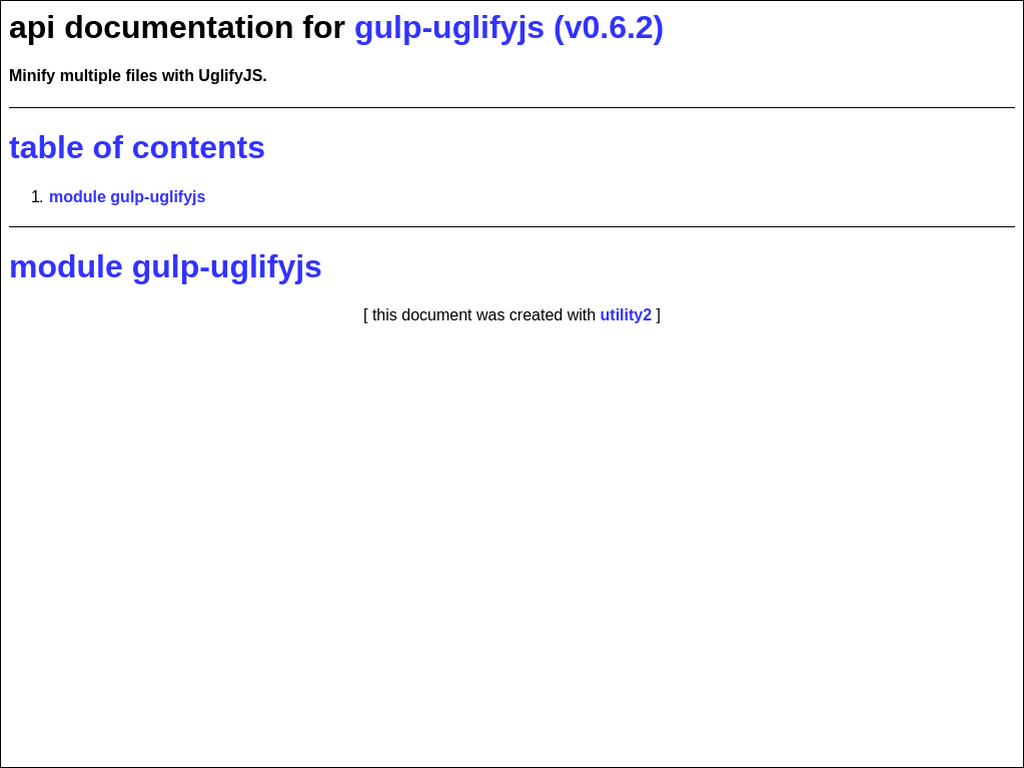 api documentation for gulp-uglifyjs (v0.6.2)
Minify multiple files with UglifyJS.
table of contents
1. module gulp-uglifyjs
module gulp-uglifyjs
[ this document was created with utility2 ]